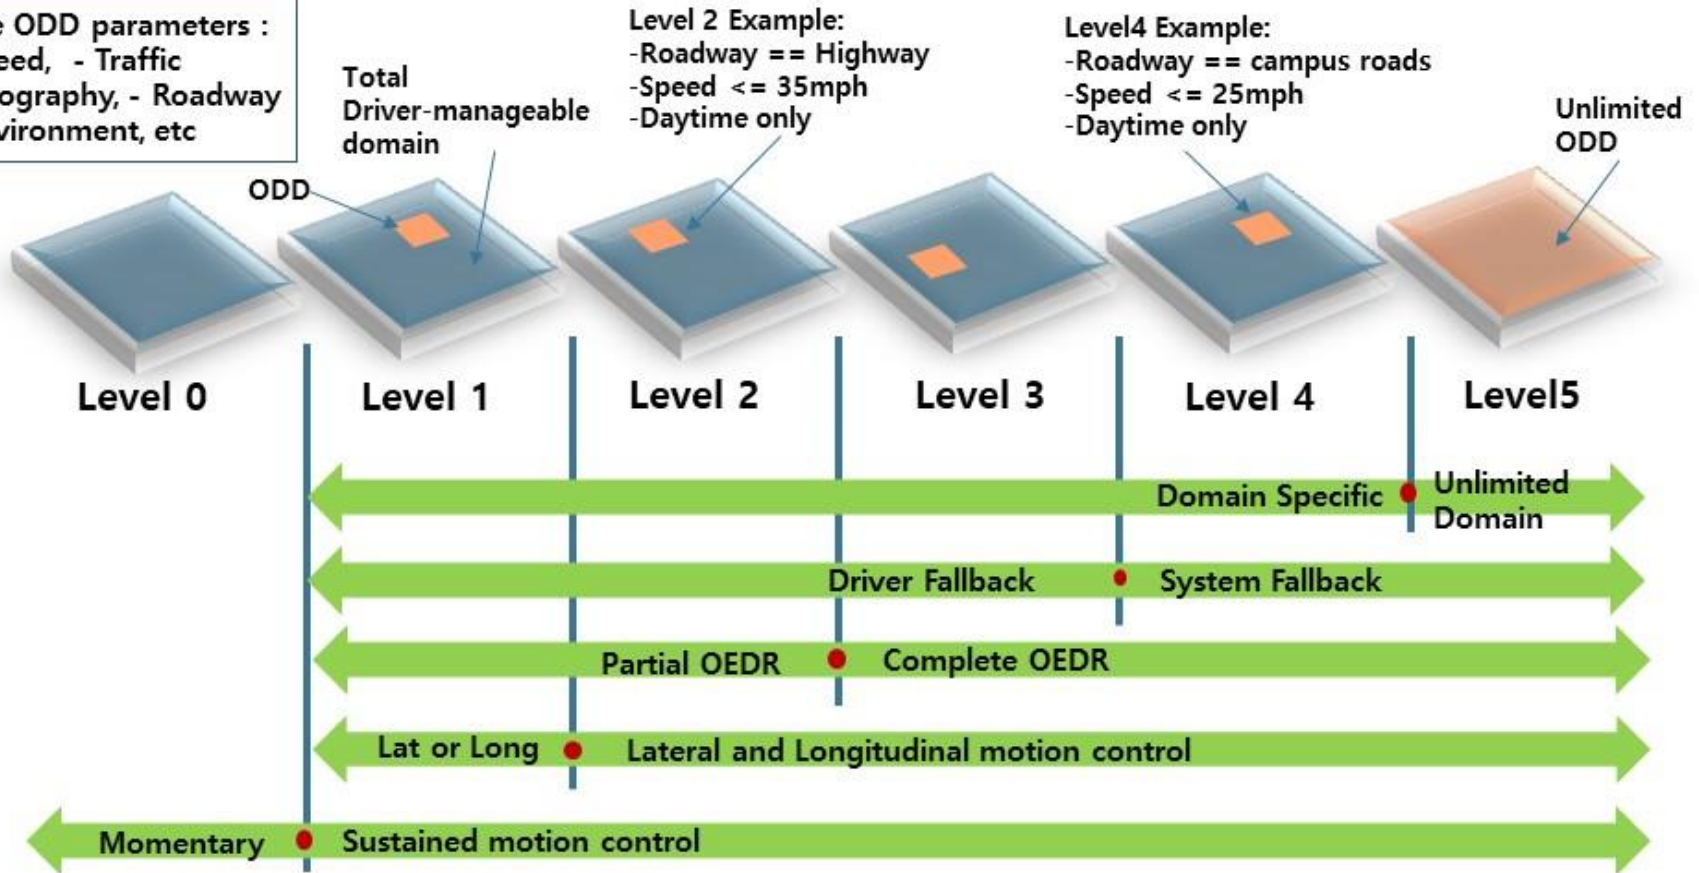 ODD parameters :
- Traffic
- Roadway
etc
Total
Driver-manageable
domain
ODD
Level 2 Example:
-Roadway == Highway
-Speed <= 35mph
-Daytime only
Level4 Example:
-Roadway == campus roads
-Speed <= 25mph
-Daytime only
Unlimited
ODD
Level 0
Level 1
Level 2
Level 3
Level 4
Level5
Domain Specific
Unlimited
Domain
Driver Fallback
System Fallback
Partial OEDR
Complete OEDR
Lat or Long
Lateral and Longitudinal motion control
Momentary
Sustained motion control